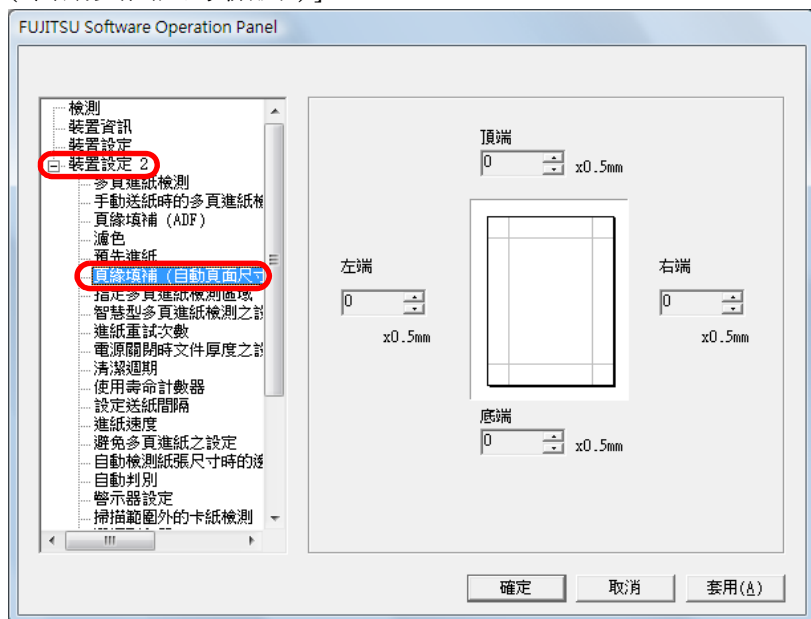 FUJITSU Software Operation Panel
檢測
裝置資訊
裝置設定
裝置設定 2
多頁進紙檢測
手動送紙時的多頁進紙檢
頁緣填補 (ADF)
濾色
預先進紙
頁緣填補 (自動頁面尺寸
指定多頁進紙檢測區域
智慧型多頁進紙檢測之設
進紙重試次數
電源關閉時文件厚度之設
清潔週期
使用壽命計數器
設定送紙間隔
進紙速度
避免多頁進紙之設定
自動檢測紙張尺寸時的邊
自動判別
警示器設定
掃描範圍外的卡紙檢測
頂端
0 x0.5mm
左端
0
x0.5mm
右端
0
x0.5mm
底端
0 x0.5mm
確定 取消 套用(A)